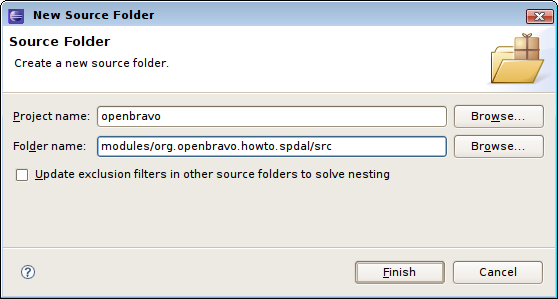 New Source Folder
Source Folder
Create a new source folder.
Project name: openbravo Browse...
Folder name: modules/org.openbravo.howto.spdal/src Browse...
Update exclusion filters in other source folders to solve nesting
? Finish Cancel